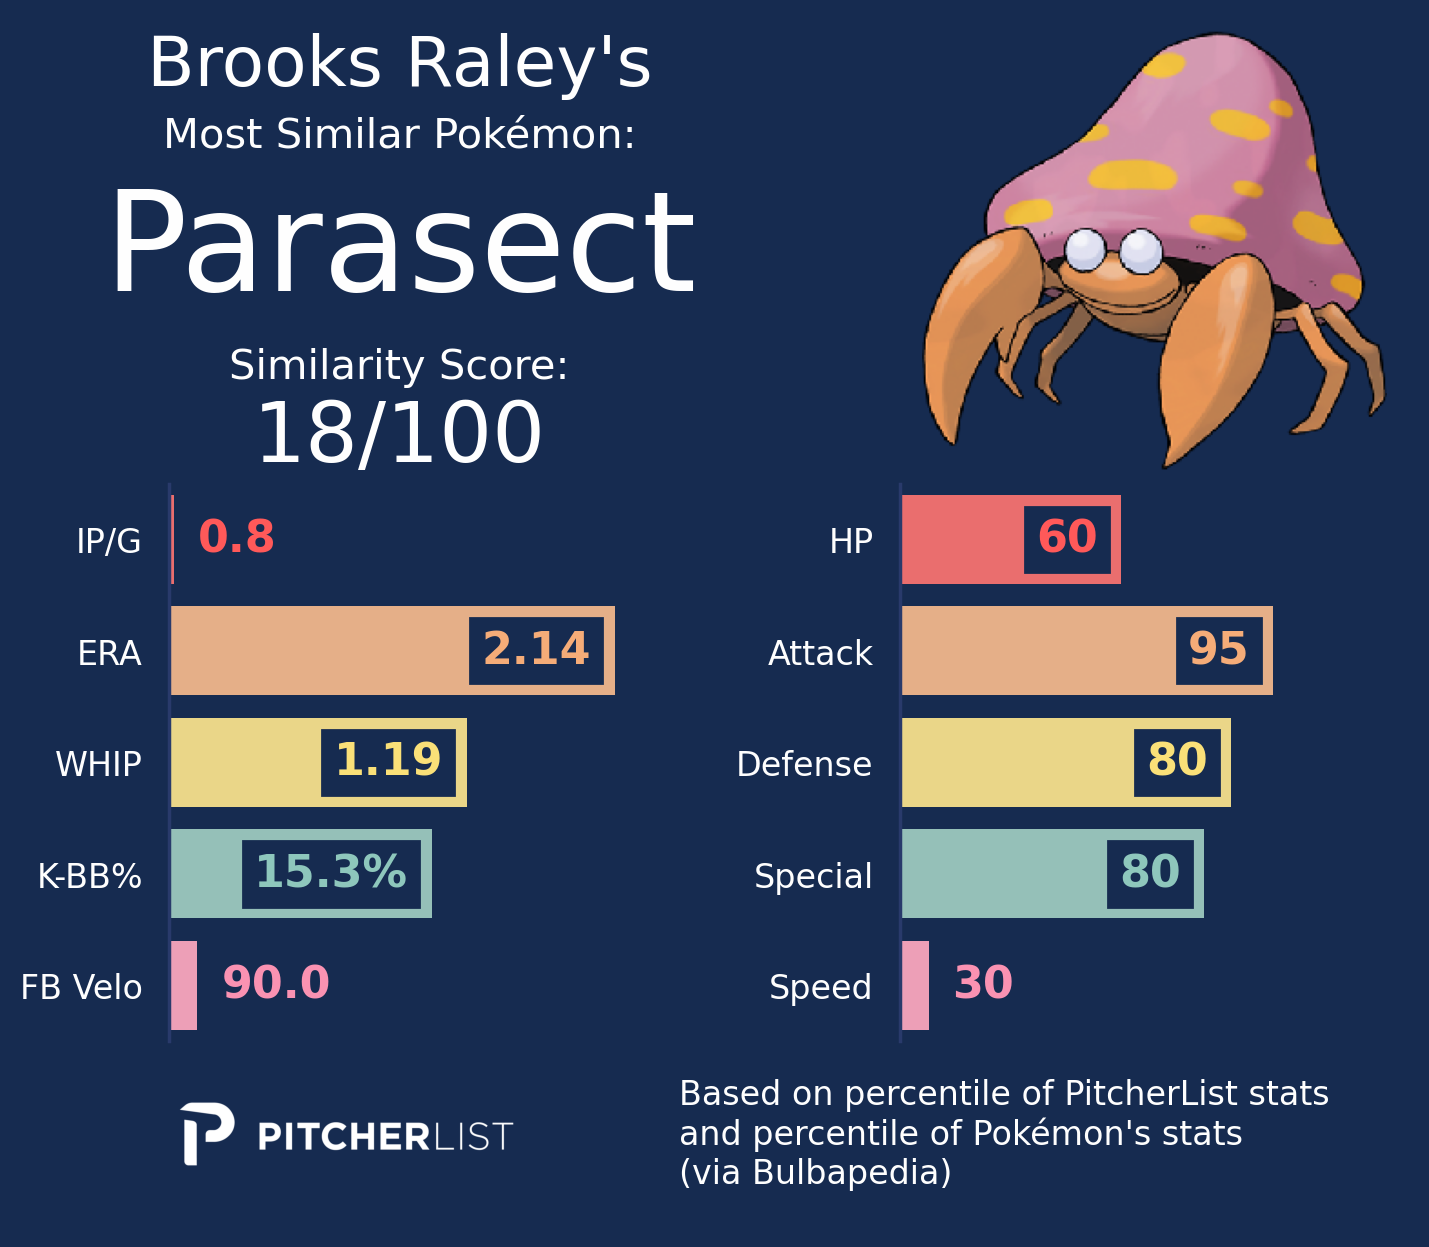 Brooks Raley's
Most Similar Pokémon:
Parasect
Similarity Score:
18/100
IP/G 0.8
ERA 2.14
WHIP 1.19
K-BB% 15.3%
FB Velo 90.0
HP 60
Attack 95
Defense 80
Special 80
Speed 30
PITCHERLIST
Based on percentile of PitcherList stats
and percentile of Pokémon's stats
(via Bulbapedia)